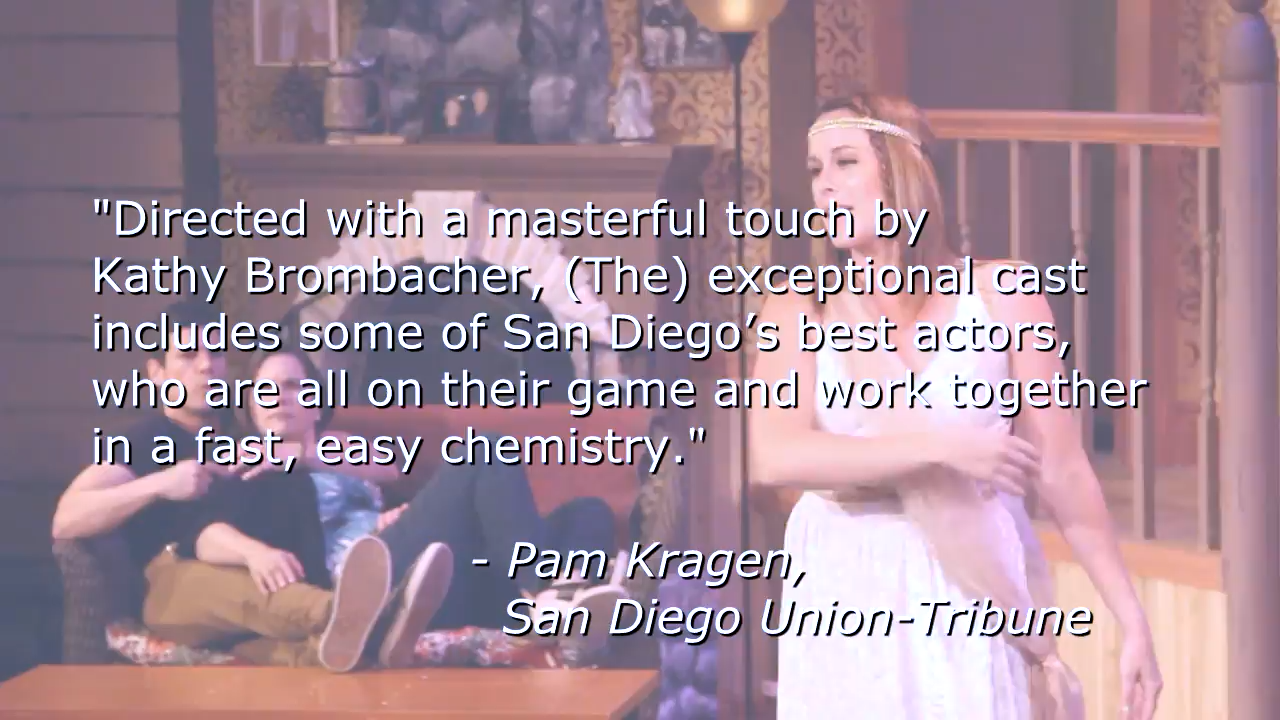 "Directed with a masterful touch by
Kathy Brombacher, (The) exceptional cast
includes some of San Diego’s best actors,
who are all on their game and work together
in a fast, easy chemistry."
- Pam Kragen,
San Diego Union-Tribune